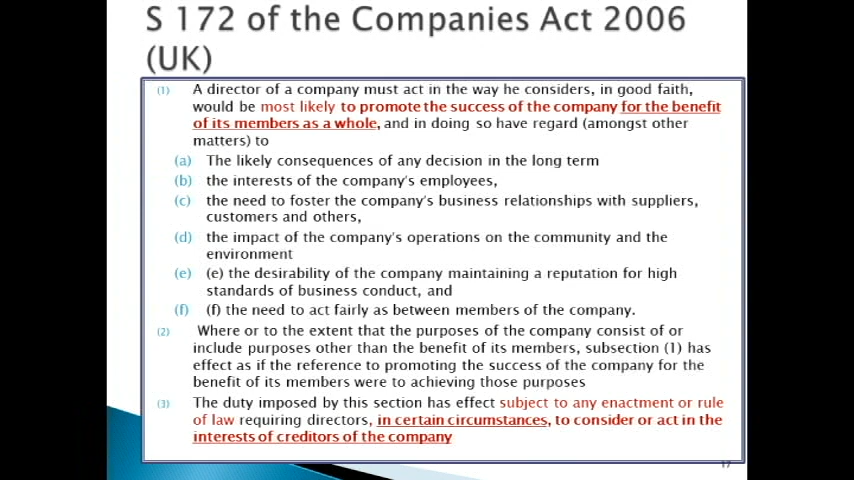 S 172 of the Companies Act 2006
(UK)
(1) A director of a company must act in the way he considers, in good faith,
would be most likely to promote the success of the company for the benefit
of its members as a whole, and in doing so have regard (amongst other
matters) to
(a) The likely consequences of any decision in the long term
(b) the interests of the company's employees,
(c) the need to foster the company's business relationships with suppliers,
customers and others,
(d) the impact of the company's operations on the community and the
environment
(e) (e) the desirability of the company maintaining a reputation for high
standards of business conduct, and
(f) (f) the need to act fairly as between members of the company.
(2) Where or to the extent that the purposes of the company consist of or
include purposes other than the benefit of its members, subsection (1) has
effect as if the reference to promoting the success of the company for the
benefit of its members were to achieving those purposes
(3) The duty imposed by this section has effect subject to any enactment or rule
of law requiring directors, in certain circumstances, to consider or act in the
interests of creditors of the company
17